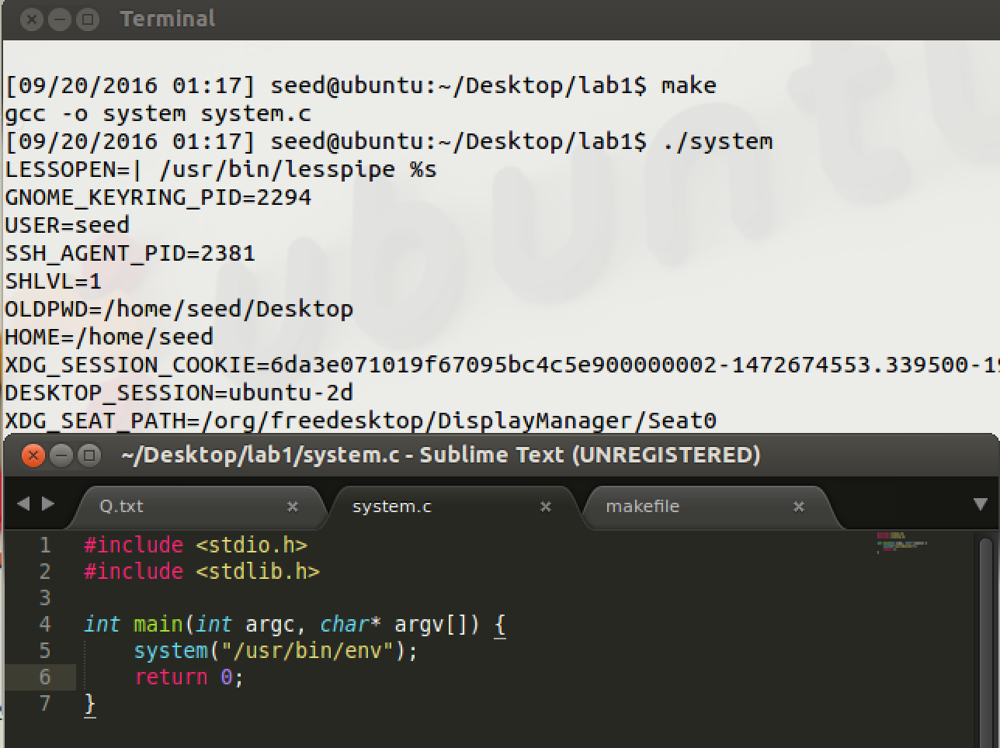 Terminal
[09/20/2016 01:17] seed@ubuntu:~/Desktop/lab1$ make
gcc -o system system.c
[09/20/2016 01:17] seed@ubuntu:~/Desktop/lab1$ ./system
LESSOPEN=| /usr/bin/lesspipe %s
GNOME_KEYRING_PID=2294
USER=seed
SSH_AGENT_PID=2381
SHLVL=1
OLDPWD=/home/seed/Desktop
HOME=/home/seed
XDG_SESSION_COOKIE=6da3e071019f67095bc4c5e900000002-1472674553.339500-19
DESKTOP_SESSION=ubuntu-2d
XDG_SEAT_PATH=/org/freedesktop/DisplayManager/Seat0
~/Desktop/lab1/system.c - Sublime Text (UNREGISTERED)
Q.txt system.c makefile
1 #include <stdio.h>
2 #include <stdlib.h>
3
4 int main(int argc, char* argv[]) {
5     system("/usr/bin/env");
6     return 0;
7 }
ubuntu